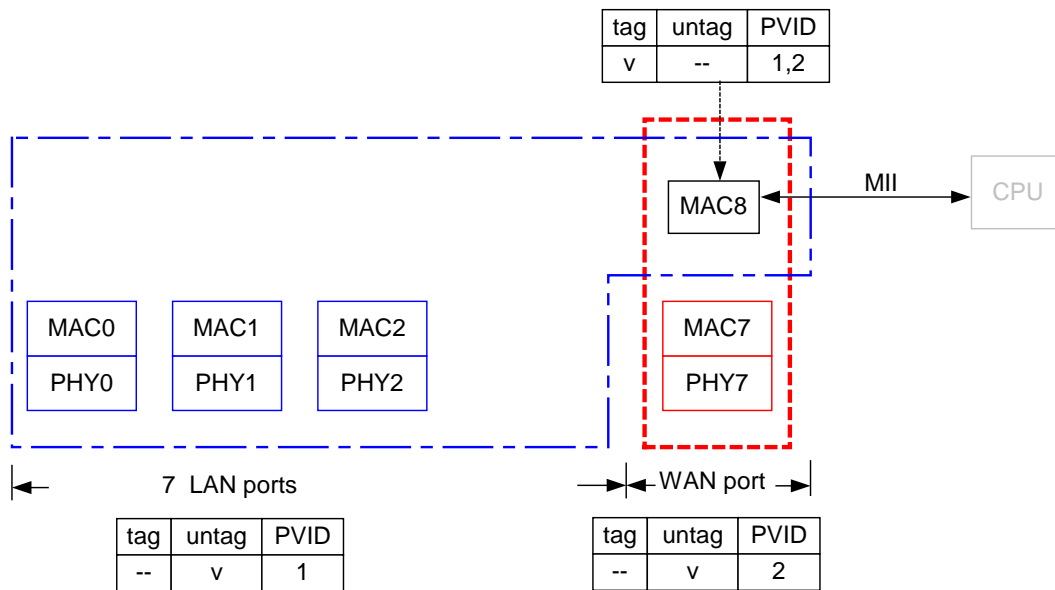 tag untag PVID
v -- 1,2
MAC8
MII
CPU
MAC0 MAC1 MAC2 MAC7
PHY0 PHY1 PHY2 PHY7
7 LAN ports
WAN port
tag untag PVID
-- v 1
tag untag PVID
-- v 2